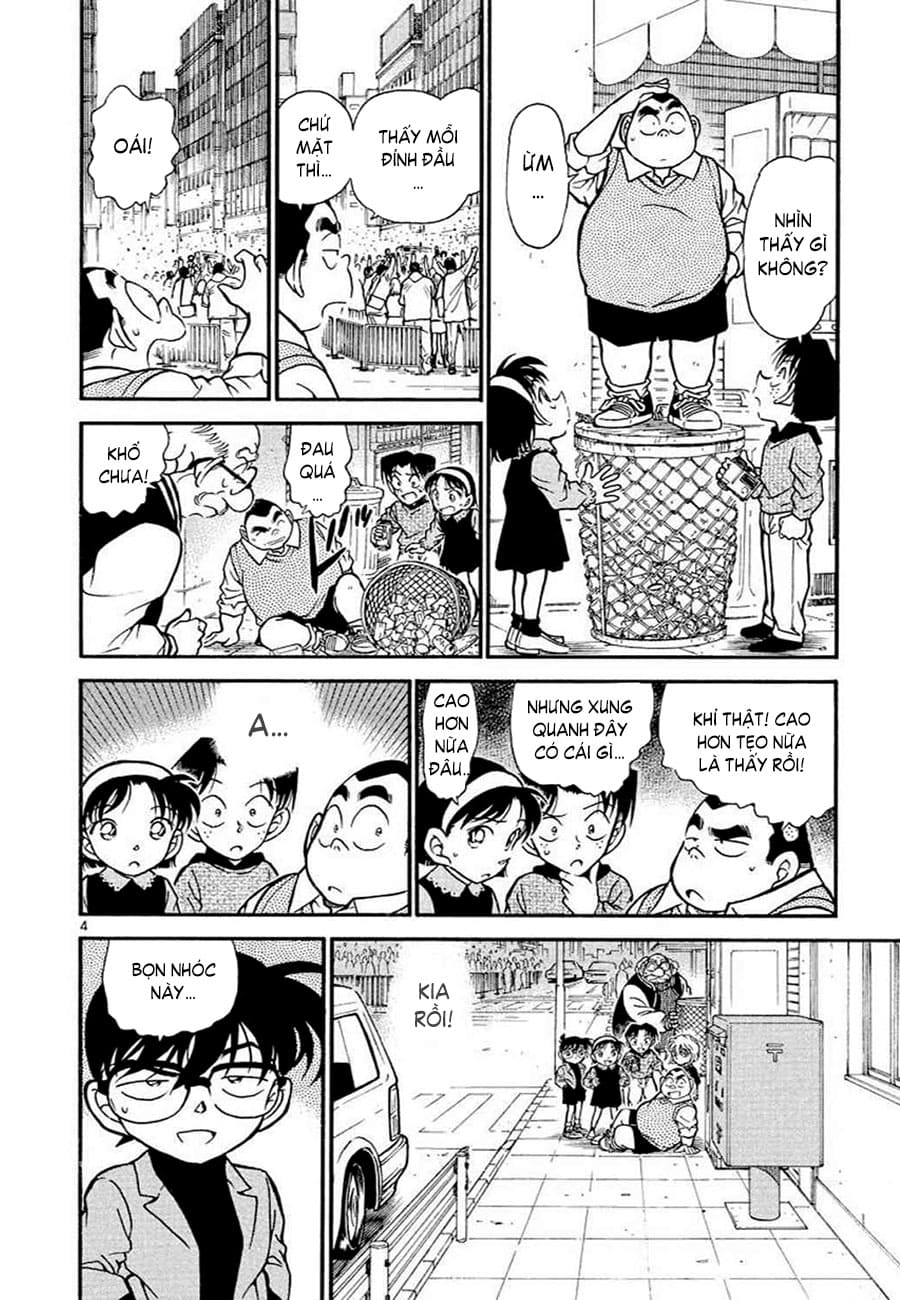 NHÌN
THẤY GÌ
KHÔNG?
ỪM
...
THẤY MỖI
ĐỈNH ĐẦU
...
CHỨ
MẶT
THÌ...
OÁI!
ĐAU
QUÁ
...
KHỔ
CHƯA!
KHỈ THẬT! CAO
HƠN TẸO NỮA
LÀ THẤY RỒI!
NHƯNG XUNG
QUANH ĐÂY
CÓ CÁI GÌ...
CAO
HƠN
NỮA
ĐÂU..
A...
4
KIA
RỒI!
〒
BỌN NHÓC
NÀY...